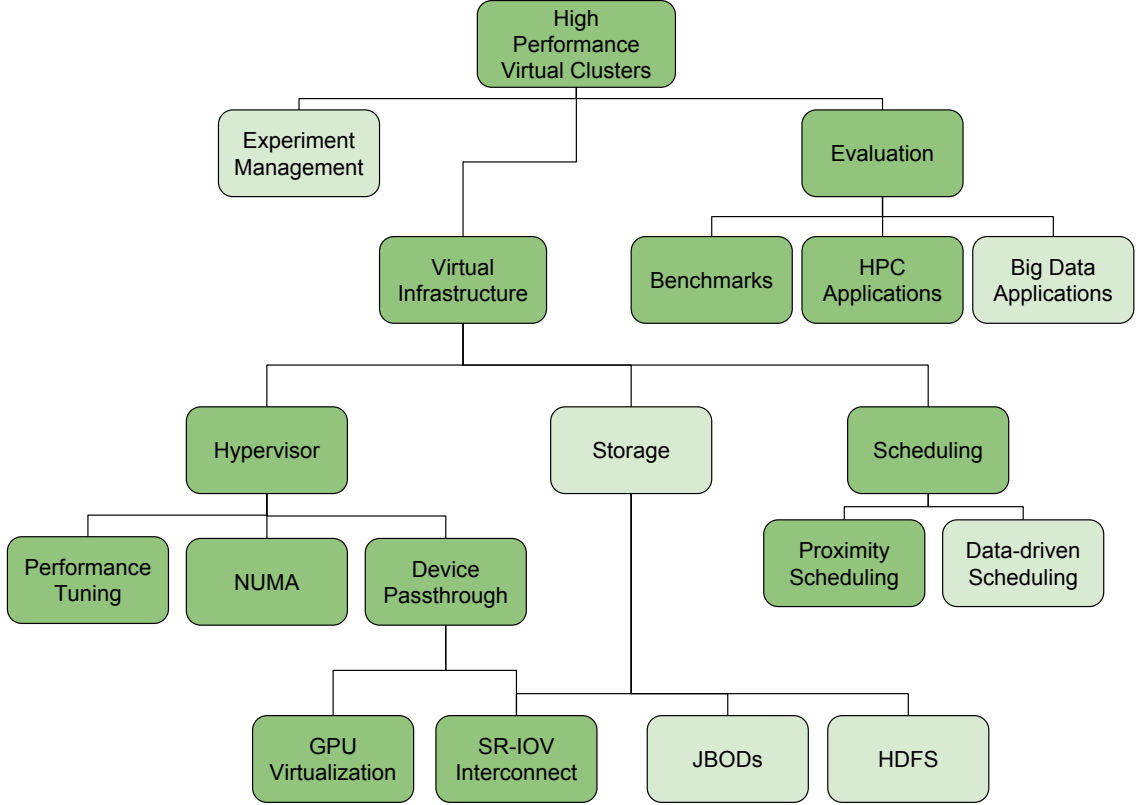 High
Performance
Virtual Clusters
Experiment
Management
Evaluation
Virtual
Infrastructure
Benchmarks
HPC
Applications
Big Data
Applications
Hypervisor
Storage
Scheduling
Performance
Tuning
NUMA
Device
Passthrough
Proximity
Scheduling
Data-driven
Scheduling
GPU
Virtualization
SR-IOV
Interconnect
JBODs
HDFS